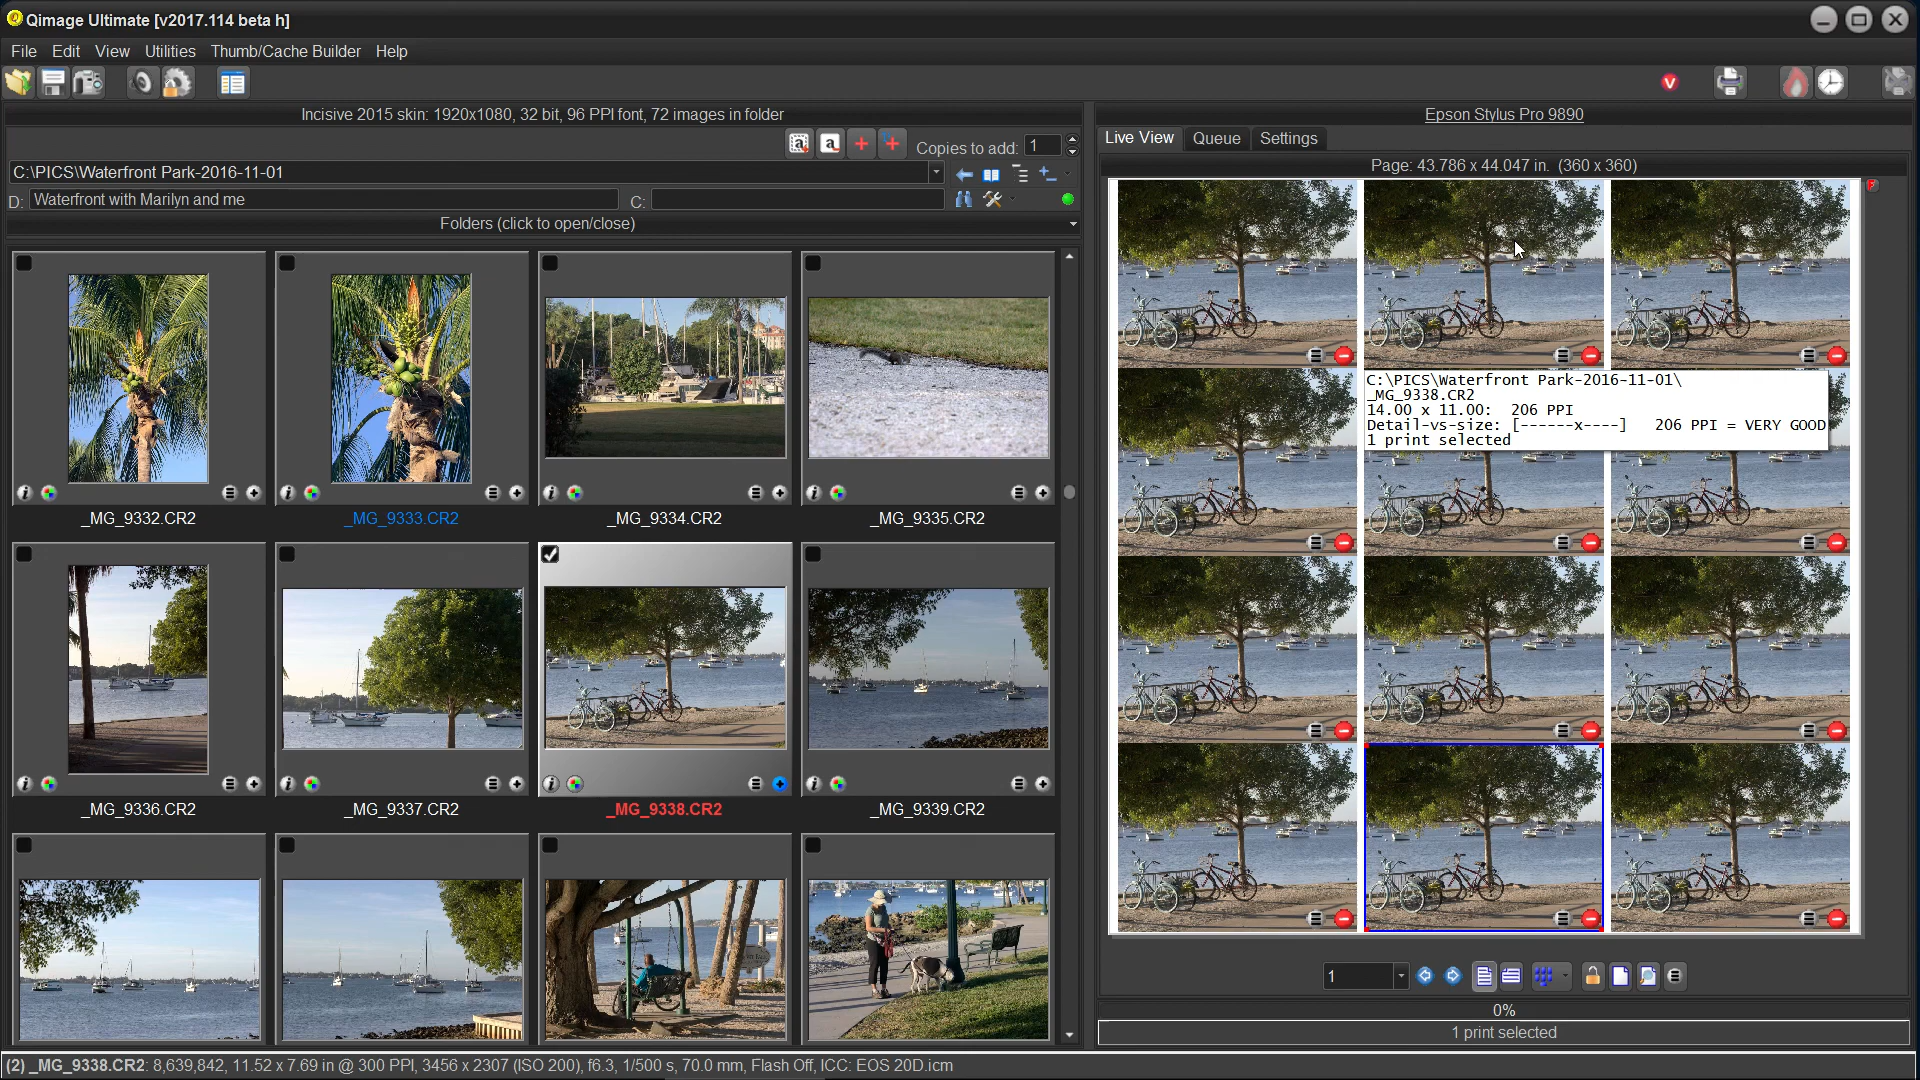 Qimage Ultimate [v2017.114 beta h]
File Edit View Utilities Thumb/Cache Builder Help
Incisive 2015 skin: 1920x1080, 32 bit, 96 PPI font, 72 images in folder
Epson Stylus Pro 9890
Copies to add: 1
Live View Queue Settings
C:\PICS\Waterfront Park-2016-11-01
Page: 43.786 x 44.047 in. (360 x 360)
D: Waterfront with Marilyn and me
C:
Folders (click to open/close)
_MG_9332.CR2
_MG_9333.CR2
_MG_9334.CR2
_MG_9335.CR2
_MG_9336.CR2
_MG_9337.CR2
_MG_9338.CR2
_MG_9339.CR2
C:\PICS\Waterfront Park-2016-11-01\
_MG_9338.CR2
14.00 x 11.00: 206 PPI
Detail-vs-size: [------x----] 206 PPI = VERY GOOD
1 print selected
1
0%
1 print selected
(2) _MG_9338.CR2: 8,639,842, 11.52 x 7.69 in @ 300 PPI, 3456 x 2307 (ISO 200), f6.3, 1/500 s, 70.0 mm, Flash Off, ICC: EOS 20D.icm